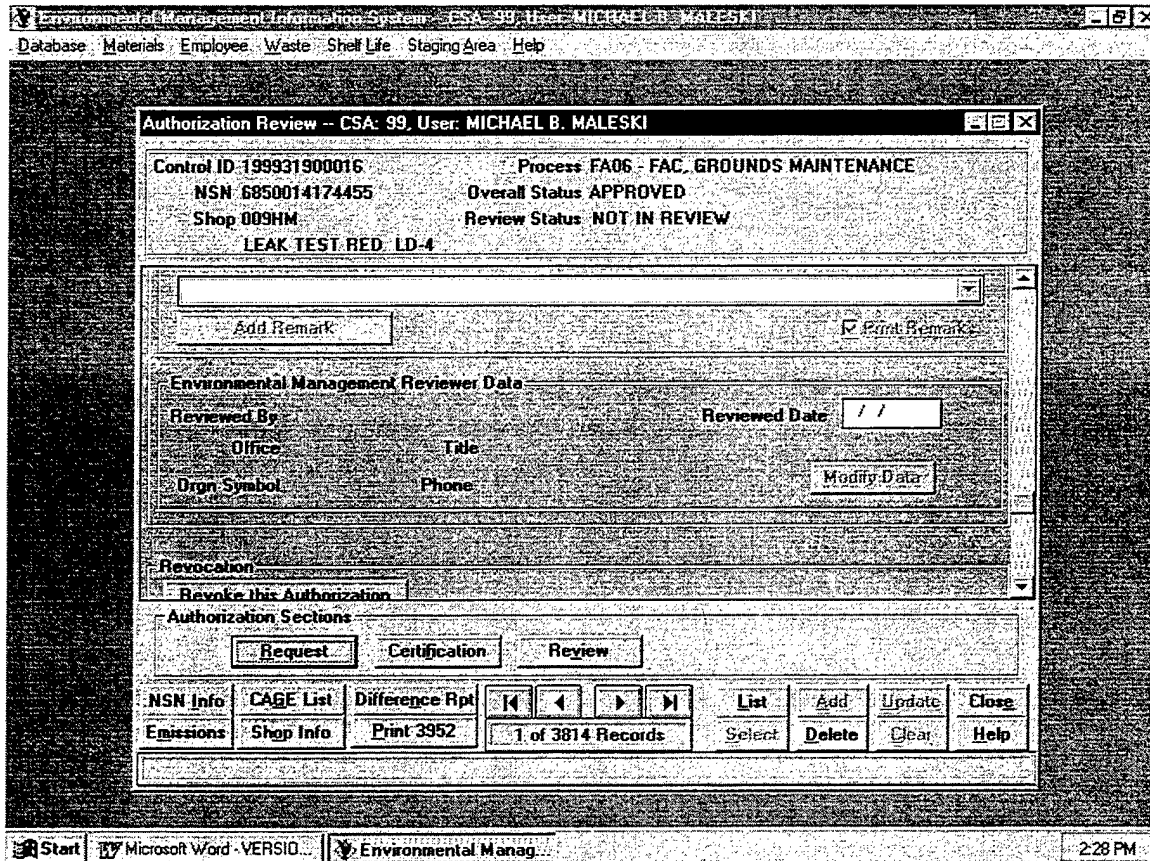 Environmental Management Information System -- CSA: 99, User: MICHAEL B. MALESKI
Database Materials Employee Waste Shelf Life Staging Area Help
Authorization Review -- CSA: 99, User: MICHAEL B. MALESKI
Control ID 199931900016 Process FA06 - FAC, GROUNDS MAINTENANCE
NSN 6850014174455 Overall Status APPROVED
Shop 009HM Review Status NOT IN REVIEW
LEAK TEST RED LD-4
Add Remark Print Remark
Environmental Management Reviewer Data
Reviewed By Reviewed Date / /
Office Title
Orgn Symbol Phone Modify Data
Revocation
Revoke this Authorization
Authorization Sections
Request Certification Review
NSN Info CAGE List Difference Rpt List Add Update Close
Emissions Shop Info Print 3952 1 of 3814 Records Select Delete Clear Help
Start Microsoft Word - VERSIO... Environmental Manag... 2:28 PM